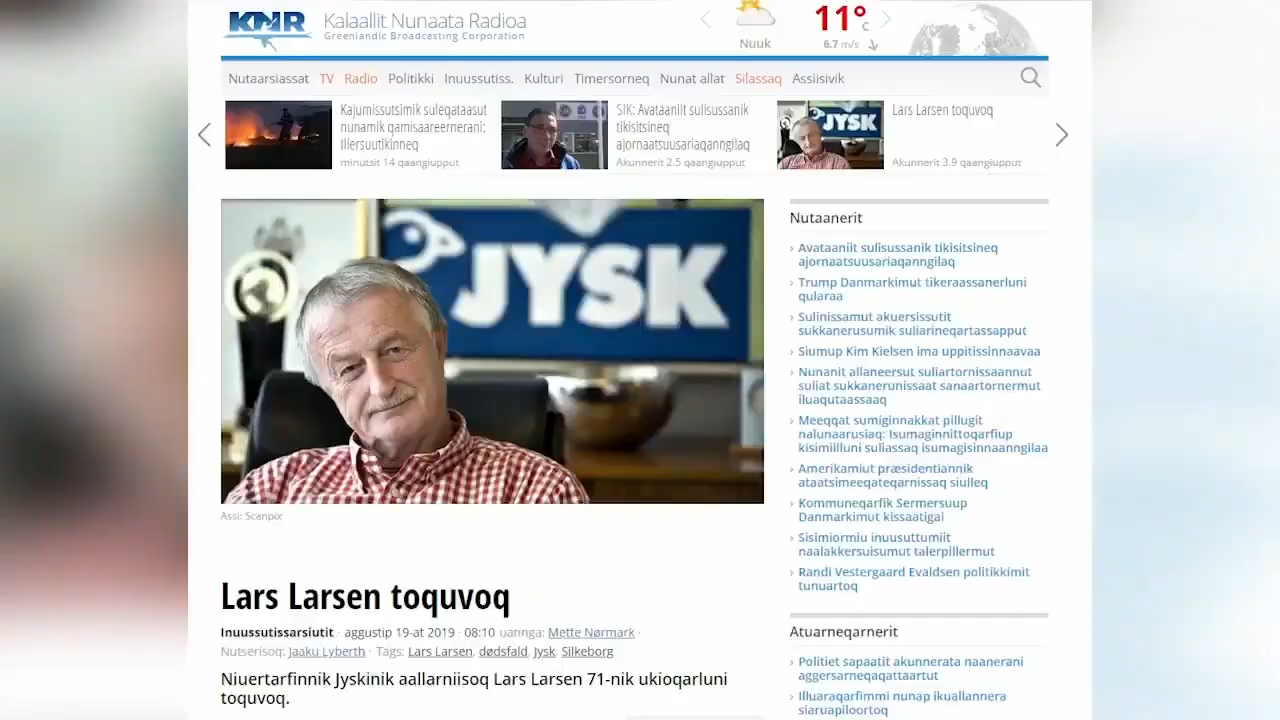 KNR
Kalaallit Nunaata Radioa
Greenlandic Broadcasting Corporation
Nuuk
11°
C
6.7 m/s
Nutaarsiassat TV Radio Politikki Inuussutiss. Kulturi Timersorneq Nunat allat Silassaq Assiisivik
Kajumissutsimik suleqataasut
nunamik qamisaareernerani:
Illersuutikinneq
minutsit 14 qaangiupput
SIK: Avataaniit sulisussanik
tikisitsineq
ajornaatsuusariaqanngilaq
Akunnerit 2.5 qaangiupput
JYSK
Lars Larsen toquvoq
Akunnerit 3.9 qaangiupput
JYSK
Assi: Scanpix
Lars Larsen toquvoq
Inuussutissarsiutit · aggustip 19-at 2019 · 08:10 uannga: Mette Nørmark ·
Nutserisoq: Jaaku Lyberth · Tags: Lars Larsen, dødsfald, Jysk, Silkeborg
Niuertarfinnik Jyskinik aallarniisoq Lars Larsen 71-nik ukioqarluni
toquvoq.
Nutaanerit
› Avataaniit sulisussanik tikisitsineq
ajornaatsuusariaqanngilaq
› Trump Danmarkimut tikeraassanerluni
qularaa
› Sulinissamut akuersissutit
sukkanerusumik suliarineqartassapput
› Siumup Kim Kielsen ima uppitissinnaavaa
› Nunanit allaneersut suliartornissaannut
suliat sukkanerunissaat sanaartornermut
iluaqutaassaaq
› Meeqqat sumiginnakkat pillugit
nalunaarusiaq: Isumaginnittoqarfiup
kisimiilluni suliassaq isumagisinnaanngilaa
› Amerikamiut præsidentiannik
ataatsimeeqateqarnissaq siulleq
› Kommuneqarfik Sermersuup
Danmarkimut kissaatigai
› Sisimiormiu inuusuttumiit
naalakkersuisumut talerpillermut
› Randi Vestergaard Evaldsen politikkimit
tunuartoq
Atuarneqarnerit
› Politiet sapaatit akunnerata naanerani
aggersarneqaqattaartut
› Illuaraqarfimmi nunap ikuallannera
siaruapiloortoq